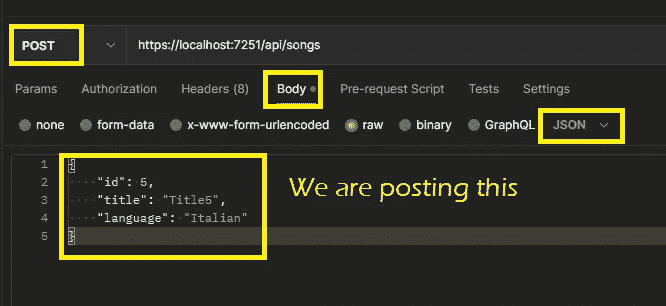 POST https://localhost:7251/api/songs
Params Authorization Headers (8) Body Pre-request Script Tests Settings
none form-data x-www-form-urlencoded raw binary GraphQL JSON
1 {
2 "id": 5,
3 "title": "Title5",
4 "language": "Italian"
5 }
We are posting this